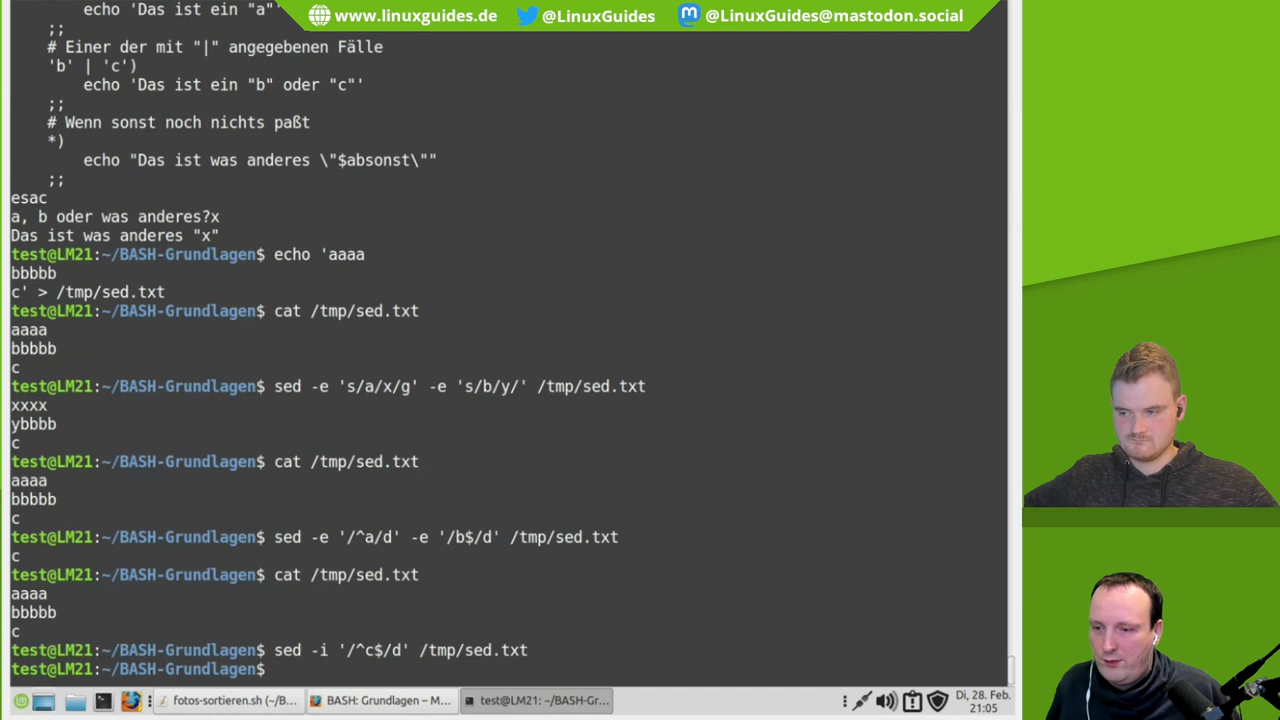 www.linuxguides.de @LinuxGuides @LinuxGuides@mastodon.social
echo 'Das ist ein "a"'
;;
# Einer der mit "|" angegebenen Fälle
'b' | 'c')
echo 'Das ist ein "b" oder "c"'
;;
# Wenn sonst noch nichts paßt
*)
echo "Das ist was anderes \"$absonst\""
;;
esac
a, b oder was anderes?x
Das ist was anderes "x"
test@LM21:~/BASH-Grundlagen$ echo 'aaaa
bbbbb
c' > /tmp/sed.txt
test@LM21:~/BASH-Grundlagen$ cat /tmp/sed.txt
aaaa
bbbbb
c
test@LM21:~/BASH-Grundlagen$ sed -e 's/a/x/g' -e 's/b/y/' /tmp/sed.txt
xxxx
ybbbb
c
test@LM21:~/BASH-Grundlagen$ cat /tmp/sed.txt
aaaa
bbbbb
c
test@LM21:~/BASH-Grundlagen$ sed -e '/^a/d' -e '/b$/d' /tmp/sed.txt
c
test@LM21:~/BASH-Grundlagen$ cat /tmp/sed.txt
aaaa
bbbbb
c
test@LM21:~/BASH-Grundlagen$ sed -i '/^c$/d' /tmp/sed.txt
test@LM21:~/BASH-Grundlagen$
fotos-sortieren.sh (~/B... BASH: Grundlagen – M... test@LM21: ~/BASH-Gr... Di, 28. Feb.
21:05